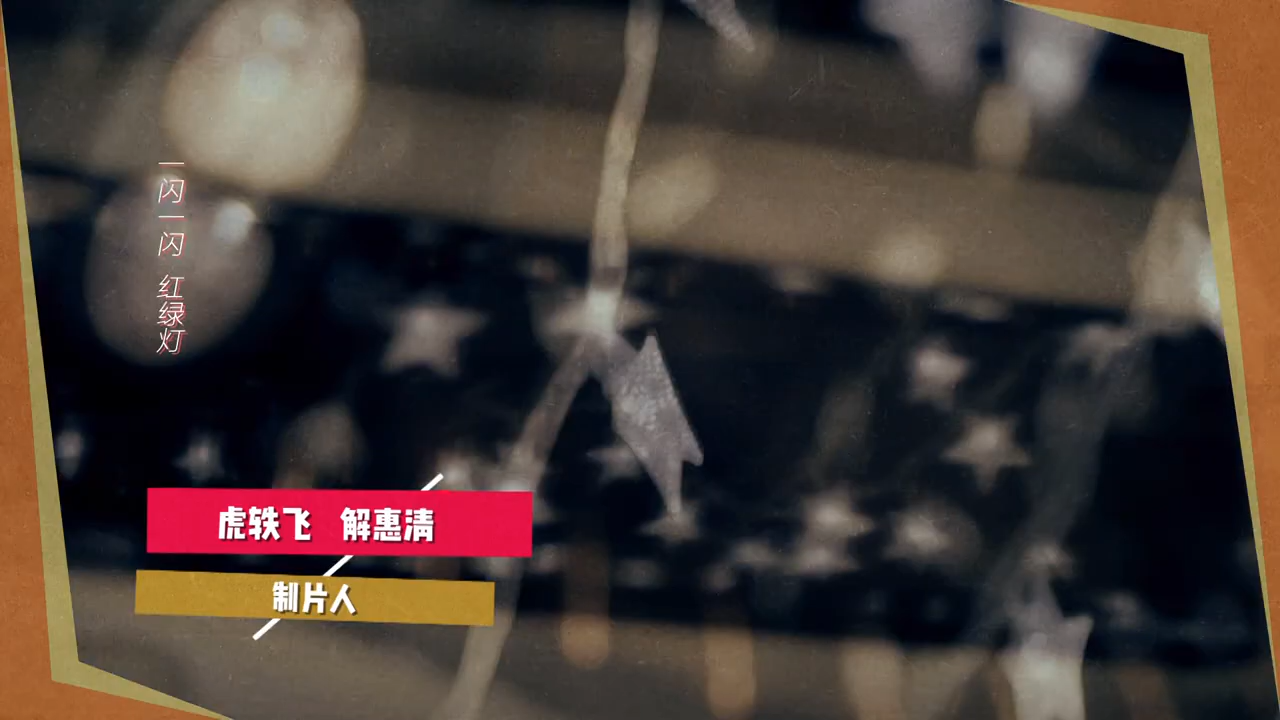 一闪一闪 红绿灯
虎轶飞 解惠清
制片人